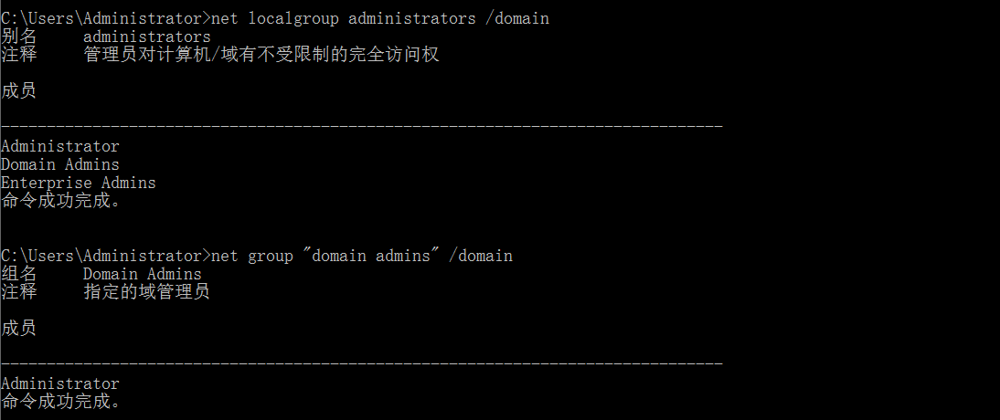 C:\Users\Administrator>net localgroup administrators /domain
别名     administrators
注释     管理员对计算机/域有不受限制的完全访问权
成员
-------------------------------------------------------------------------------
Administrator
Domain Admins
Enterprise Admins
命令成功完成。
C:\Users\Administrator>net group "domain admins" /domain
组名     Domain Admins
注释     指定的域管理员
成员
-------------------------------------------------------------------------------
Administrator
命令成功完成。